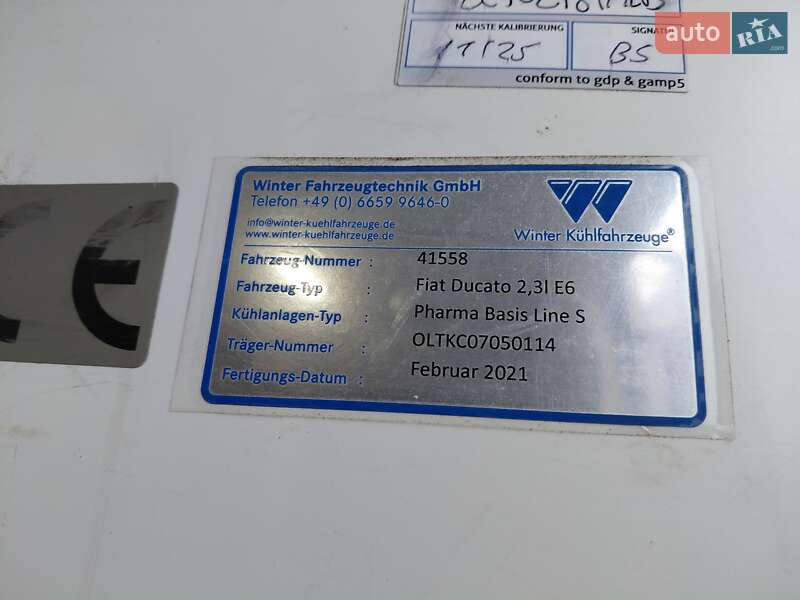 NÄCHSTE KALIBRIERUNG
11/25
BS
conform to gdp & gamp5
auto RIA.com
CE
Winter Fahrzeugtechnik GmbH
Telefon +49 (0) 6659 9646-0
info@winter-kuehlfahrzeuge.de
www.winter-kuehlfahrzeuge.de
Winter Kühlfahrzeuge®
Fahrzeug-Nummer : 41558
Fahrzeug-Typ : Fiat Ducato 2,3l E6
Kühlanlagen-Typ : Pharma Basis Line S
Träger-Nummer : OLTKC07050114
Fertigungs-Datum : Februar 2021